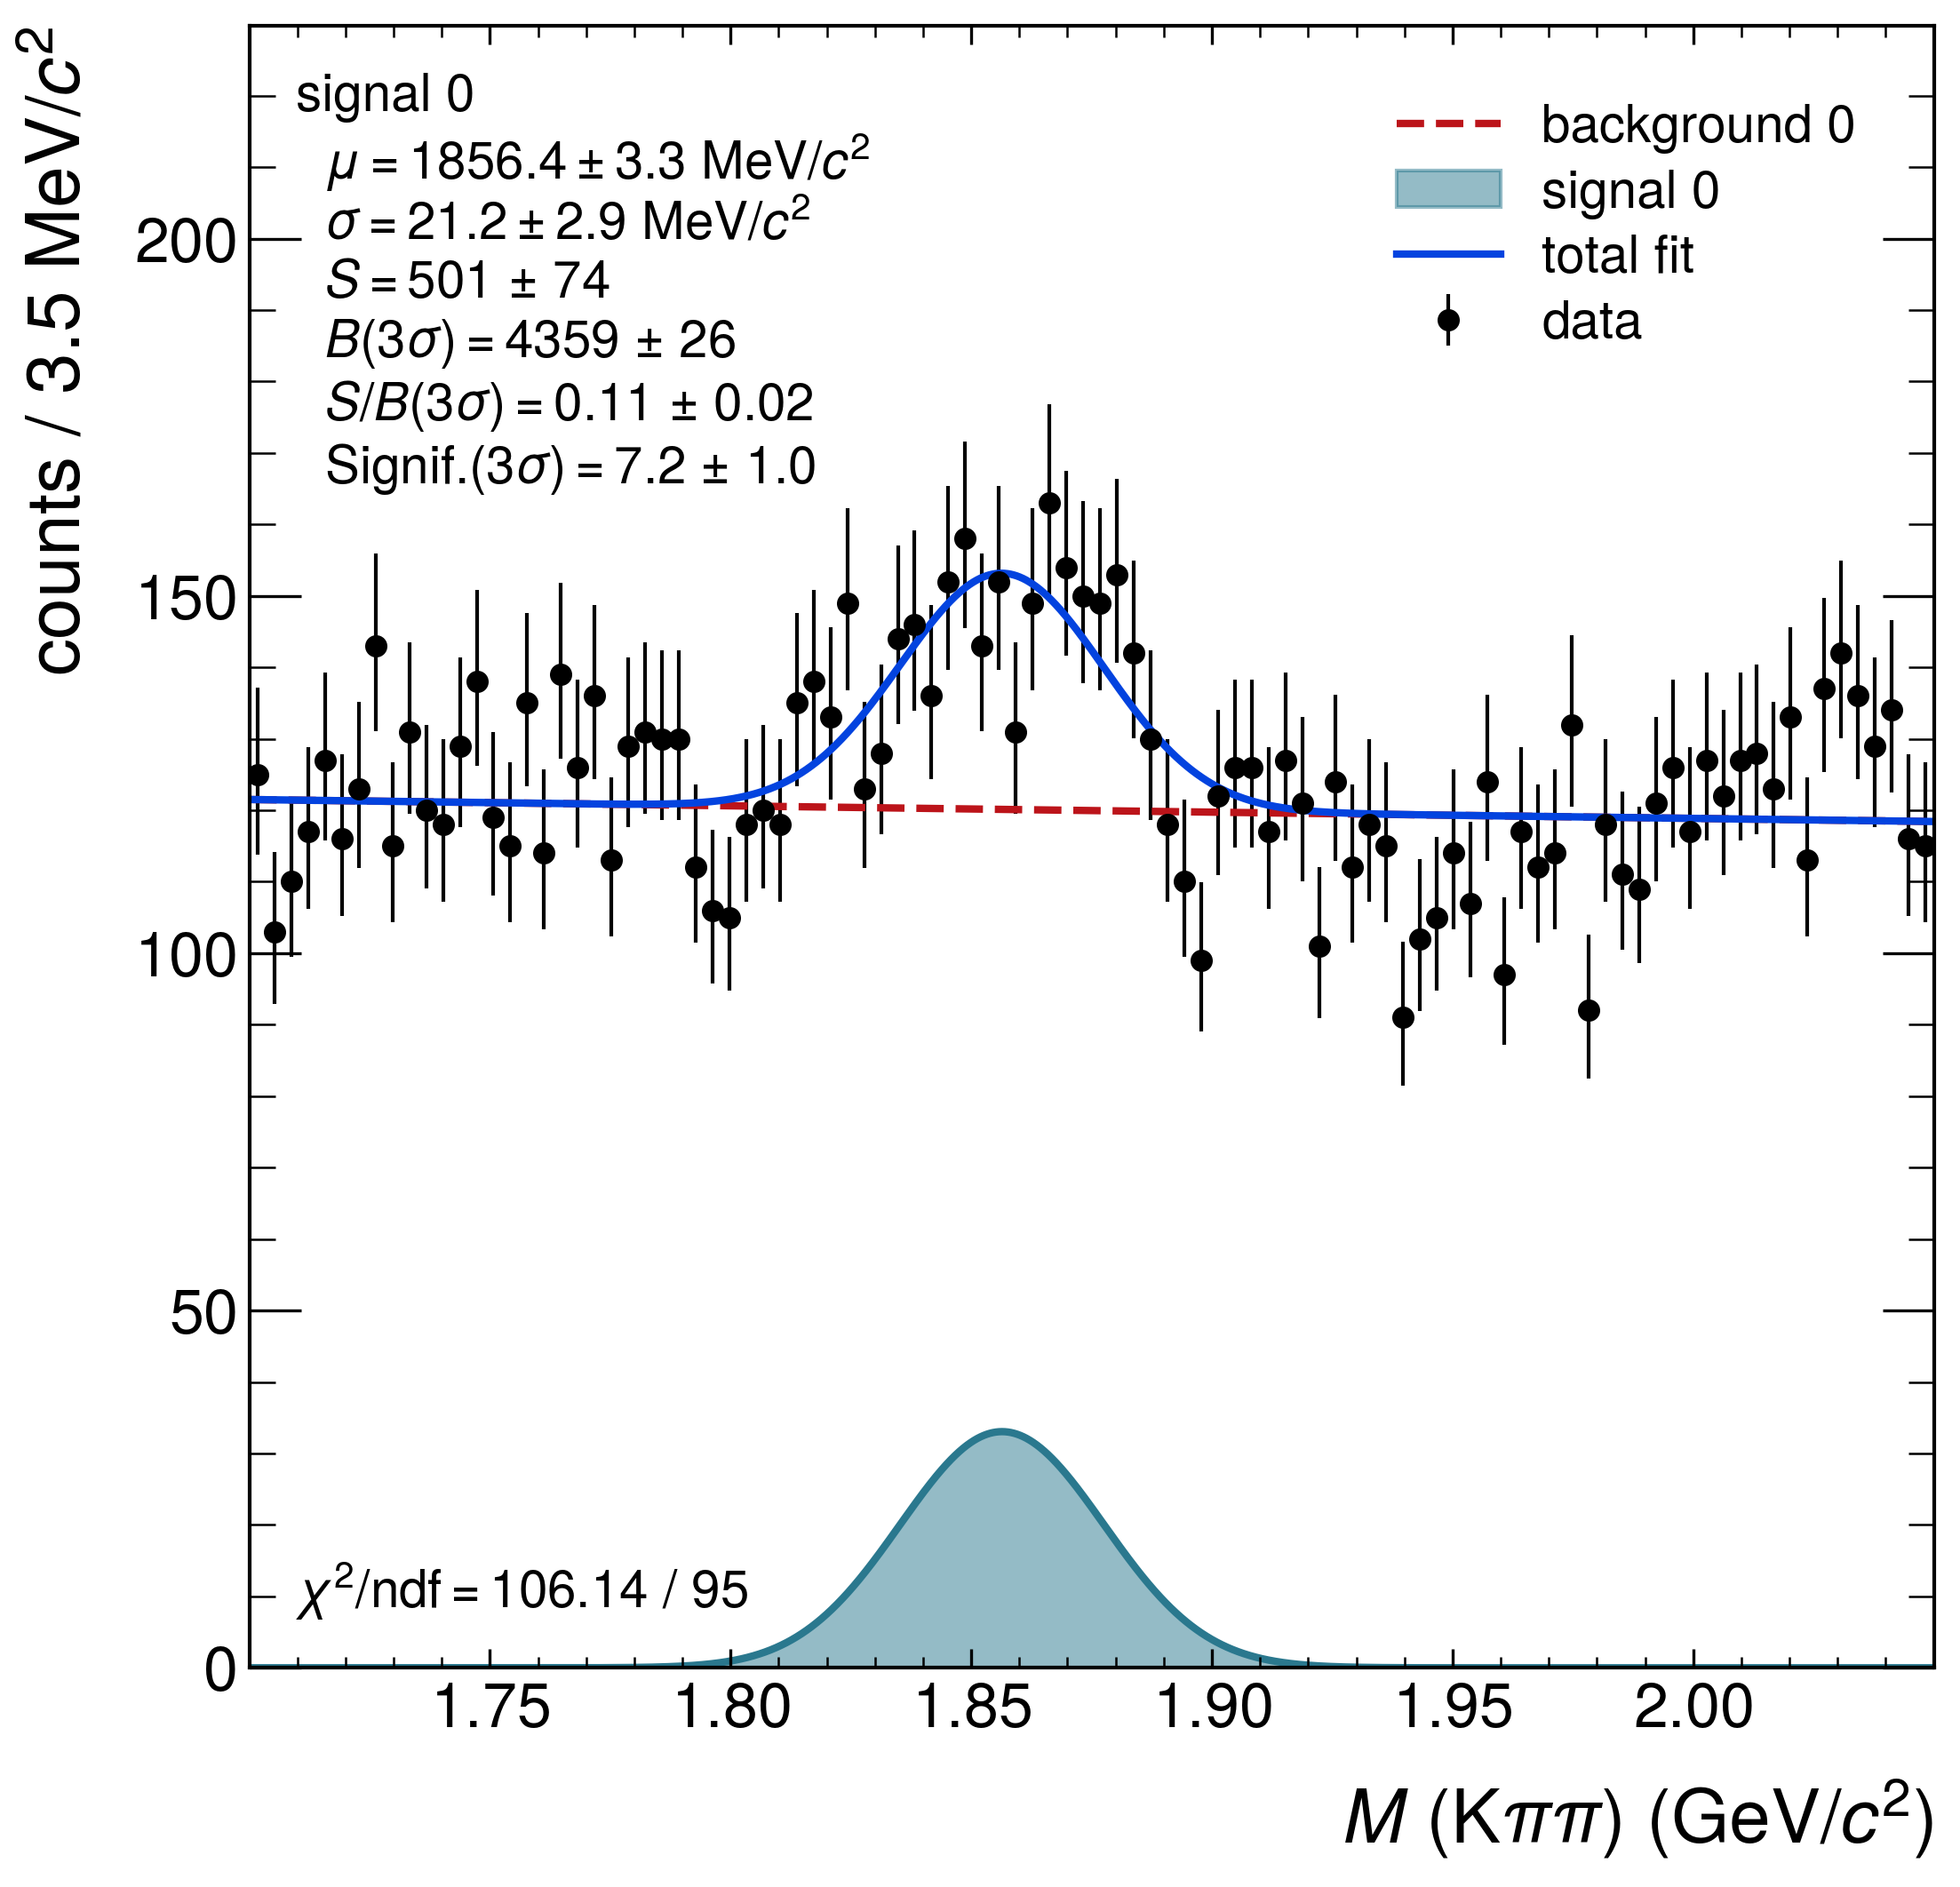 counts / 3.5 MeV/c²
signal 0
μ = 1856.4 ± 3.3 MeV/c²
σ = 21.2 ± 2.9 MeV/c²
S = 501 ± 74
B(3σ) = 4359 ± 26
S/B(3σ) = 0.11 ± 0.02
Signif.(3σ) = 7.2 ± 1.0
background 0
signal 0
total fit
data
200
150
100
50
0
χ²/ndf = 106.14 / 95
1.75 1.80 1.85 1.90 1.95 2.00
M (Kππ) (GeV/c²)